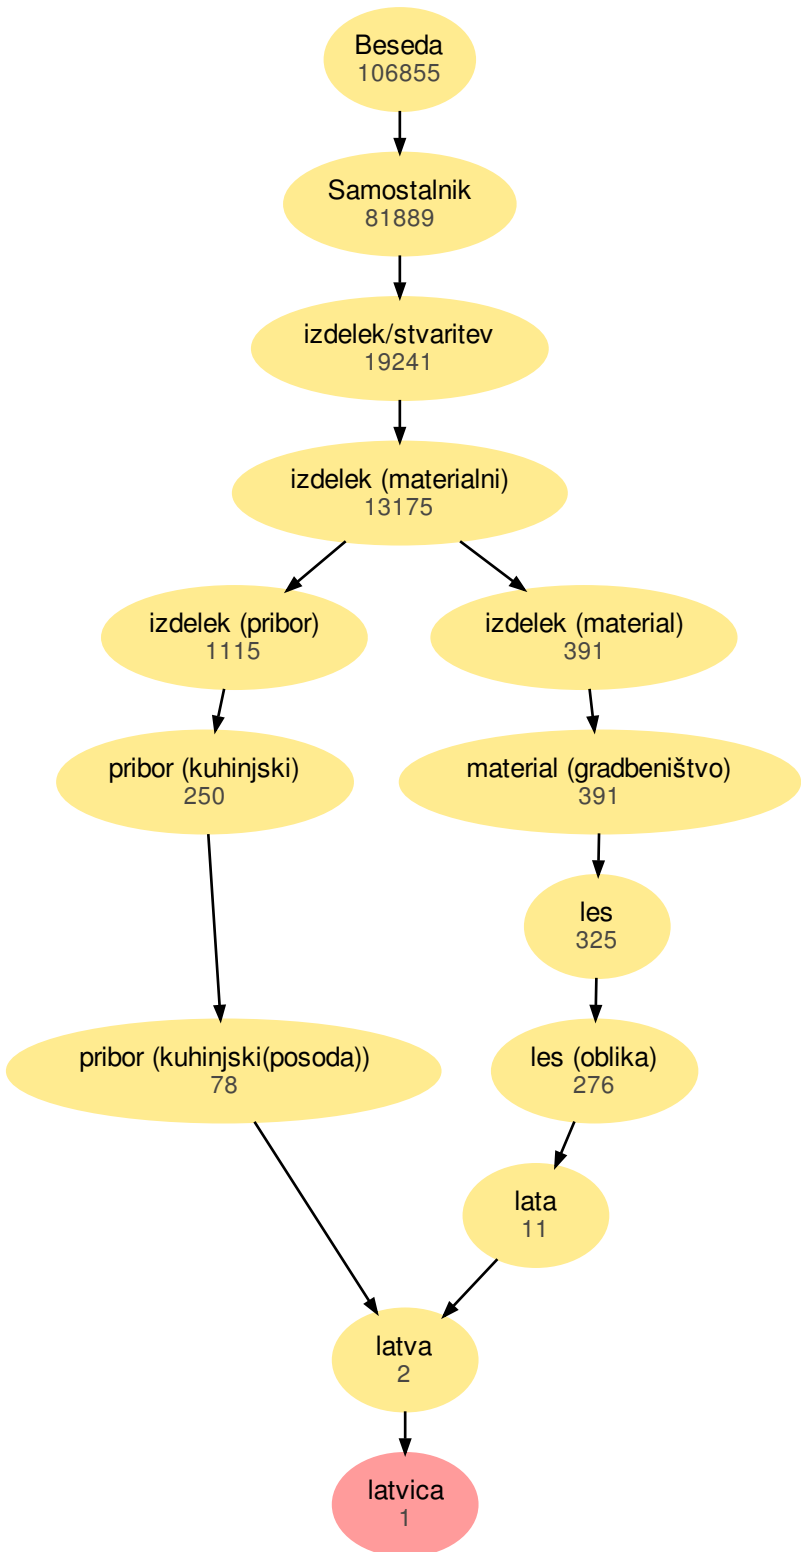 Beseda
106855
Samostalnik
81889
izdelek/stvaritev
19241
izdelek (materialni)
13175
izdelek (pribor)
1115
izdelek (material)
391
pribor (kuhinjski)
250
material (gradbeništvo)
391
les
325
pribor (kuhinjski(posoda))
78
les (oblika)
276
lata
11
latva
2
latvica
1